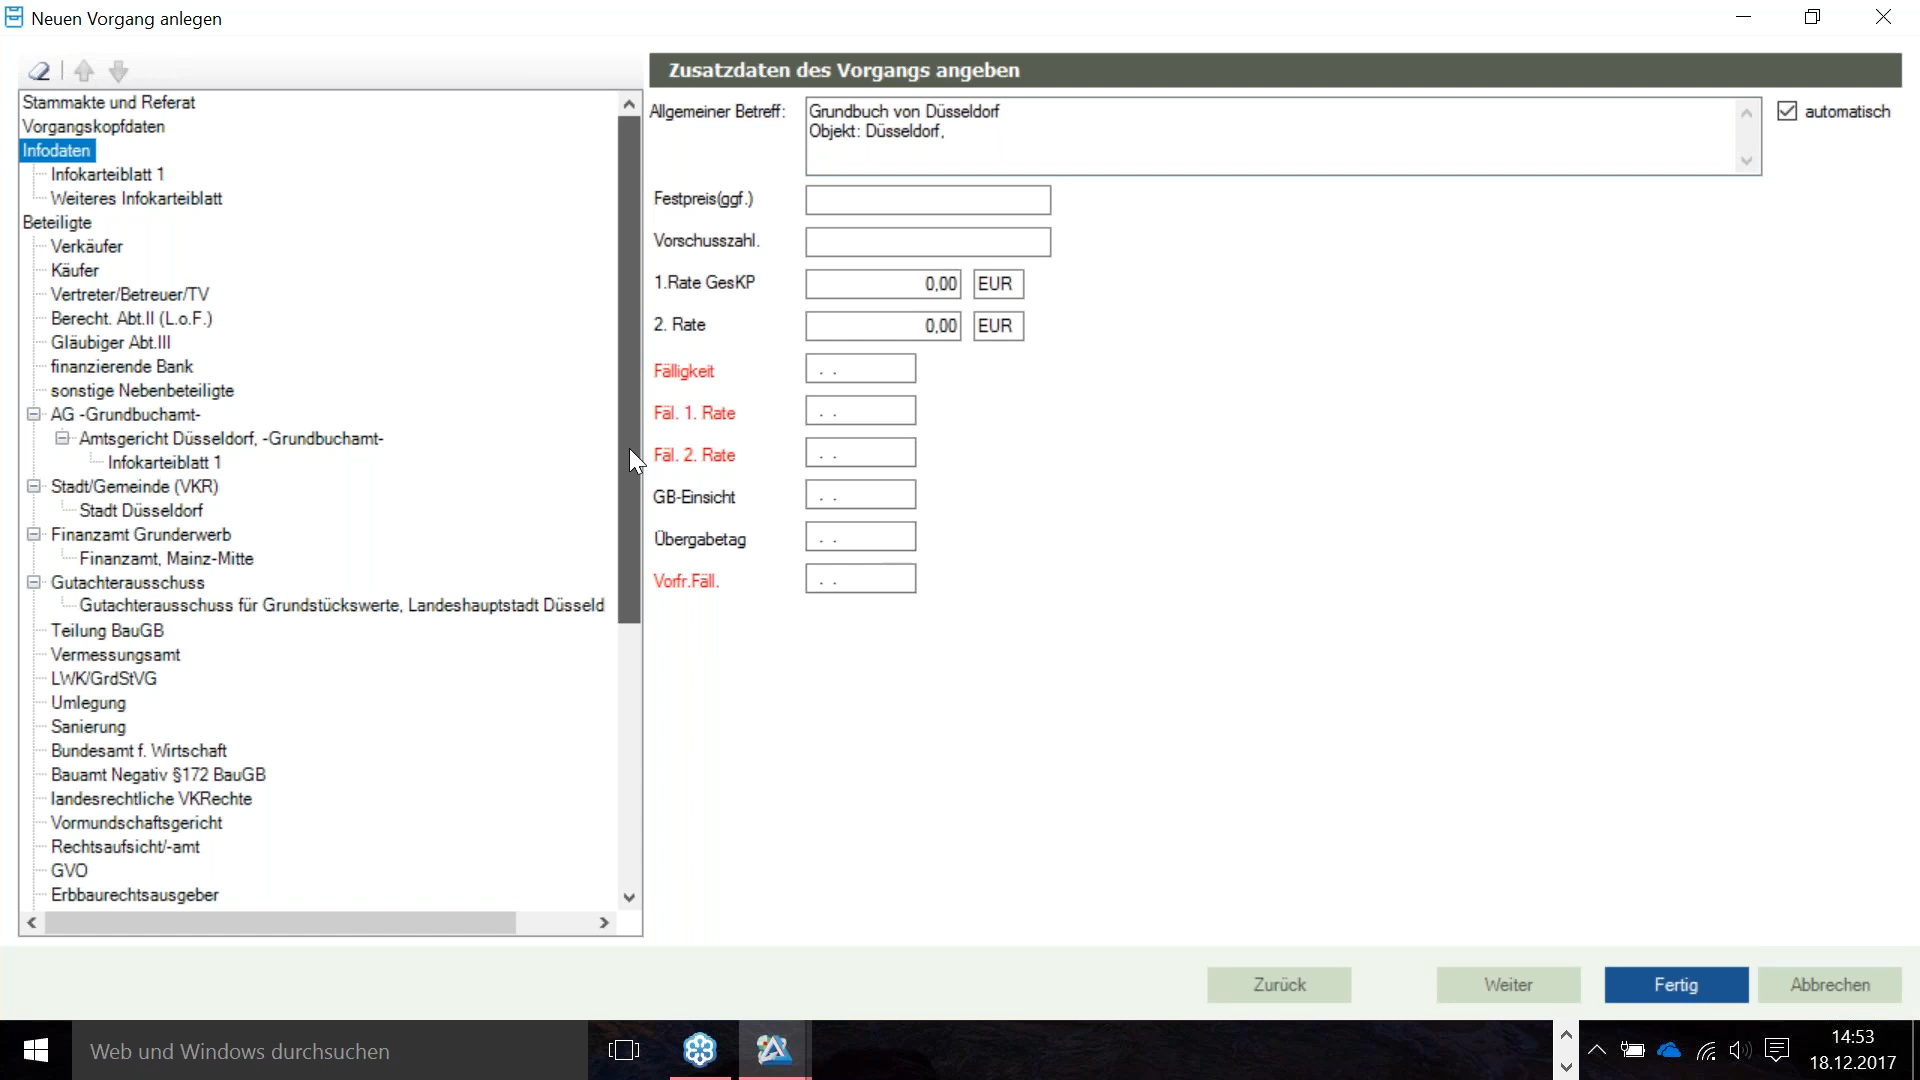 Neuen Vorgang anlegen
Stammakte und Referat
Vorgangskopfdaten
Infodaten
Infokarteiblatt 1
Weiteres Infokarteiblatt
Beteiligte
Verkäufer
Käufer
Vertreter/Betreuer/TV
Berecht. Abt.II (L.o.F.)
Gläubiger Abt.III
finanzierende Bank
sonstige Nebenbeteiligte
AG -Grundbuchamt-
Amtsgericht Düsseldorf, -Grundbuchamt-
Infokarteiblatt 1
Stadt/Gemeinde (VKR)
Stadt Düsseldorf
Finanzamt Grunderwerb
Finanzamt, Mainz-Mitte
Gutachterausschuss
Gutachterausschuss für Grundstückswerte, Landeshauptstadt Düsseld
Teilung BauGB
Vermessungsamt
LWK/GrdStVG
Umlegung
Sanierung
Bundesamt f. Wirtschaft
Bauamt Negativ §172 BauGB
landesrechtliche VKRechte
Vormundschaftsgericht
Rechtsaufsicht/-amt
GVO
Erbbaurechtsausgeber
Zusatzdaten des Vorgangs angeben
Allgemeiner Betreff:
Grundbuch von Düsseldorf
Objekt: Düsseldorf,
automatisch
Festpreis(ggf.)
Vorschusszahl.
1.Rate GesKP 0,00 EUR
2. Rate 0,00 EUR
Fälligkeit . .
Fäl. 1. Rate . .
Fäl. 2. Rate . .
GB-Einsicht . .
Übergabetag . .
Vorfr.Fäll. . .
Zurück Weiter Fertig Abbrechen
Web und Windows durchsuchen
14:53
18.12.2017